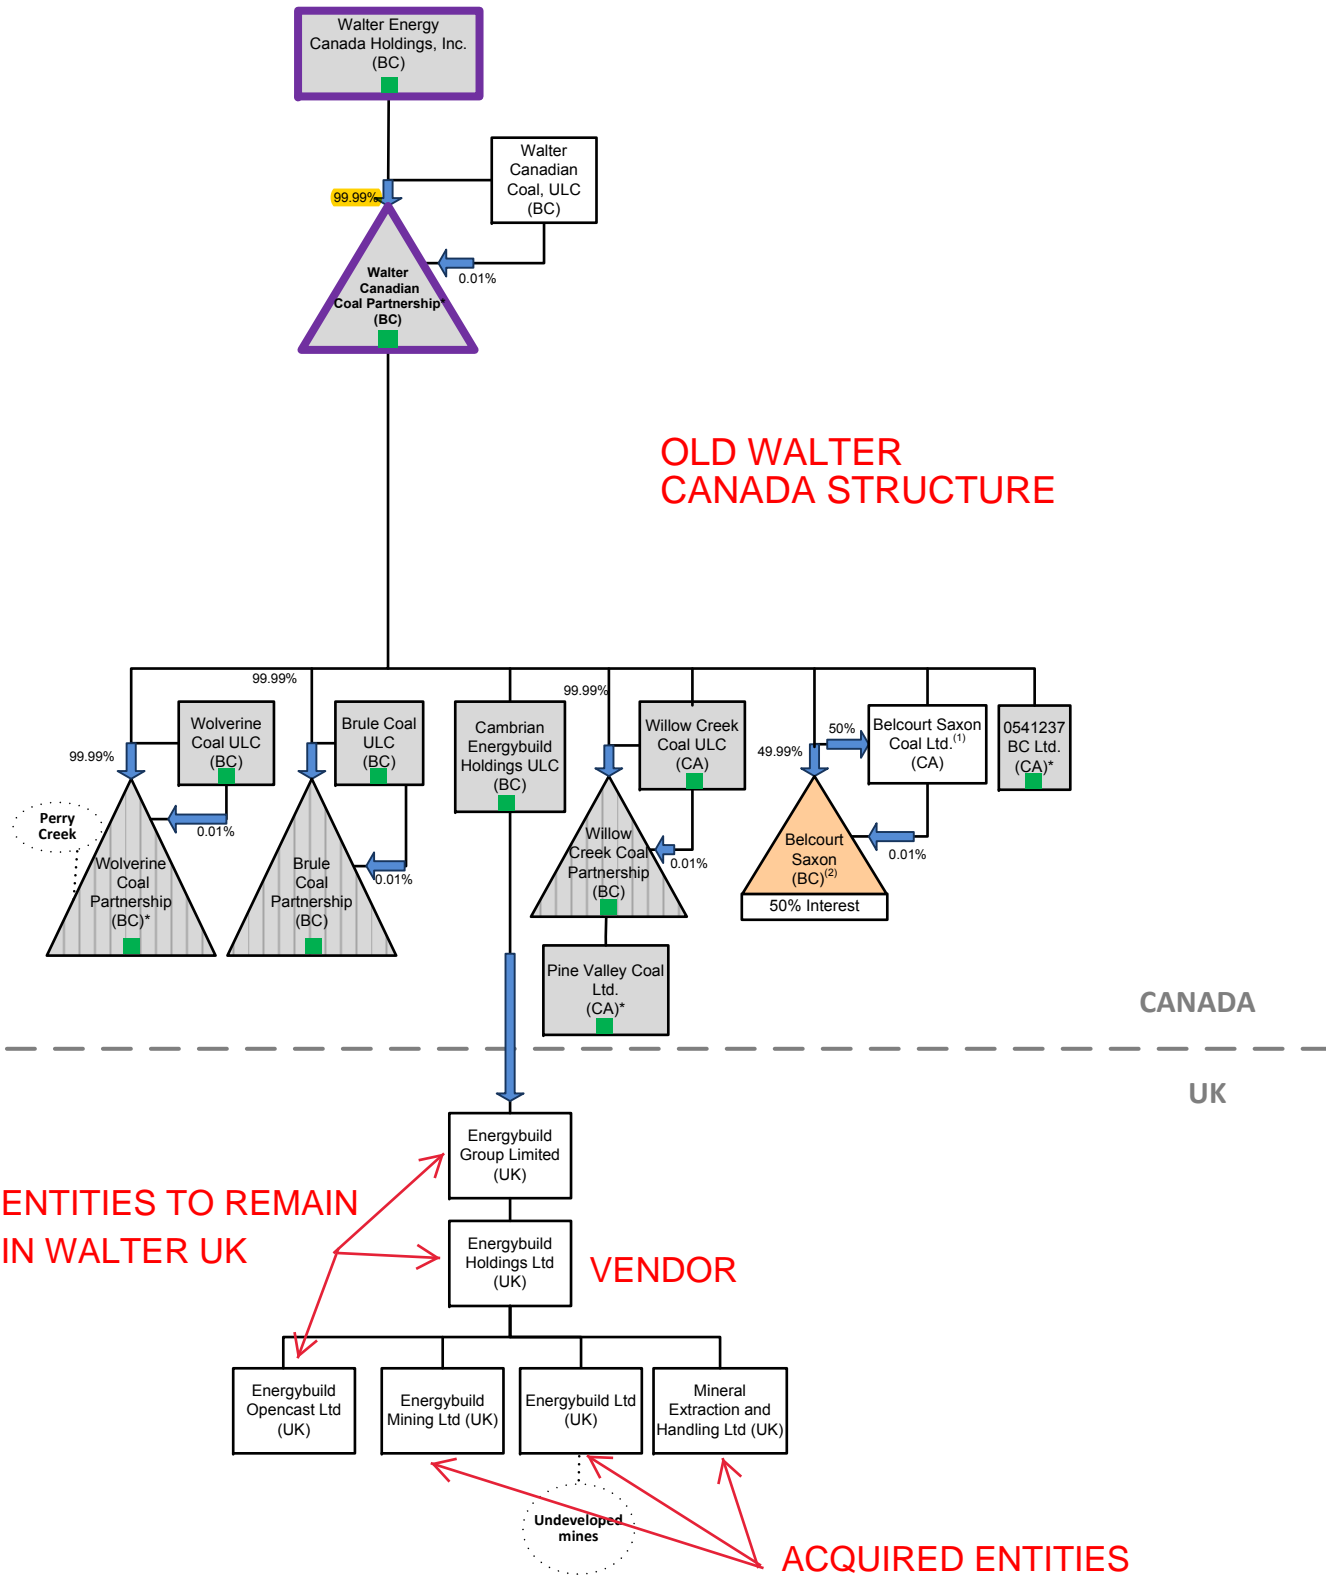 Walter Energy
Canada Holdings, Inc.
(BC)
Walter
Canadian
Coal, ULC
(BC)
99.99%
0.01%
Walter
Canadian
Coal Partnership*
(BC)
OLD WALTER
CANADA STRUCTURE
99.99%
Wolverine
Coal ULC
(BC)
0.01%
Perry
Creek
Wolverine
Coal
Partnership
(BC)*
99.99%
Brule Coal
ULC
(BC)
0.01%
Brule
Coal
Partnership
(BC)
Cambrian
Energybuild
Holdings ULC
(BC)
99.99%
Willow Creek
Coal ULC
(CA)
0.01%
Willow
Creek Coal
Partnership
(BC)
Pine Valley Coal
Ltd.
(CA)*
49.99%
50%
Belcourt Saxon
Coal Ltd.(1)
(CA)
0.01%
Belcourt
Saxon
(BC)(2)
50% Interest
0541237
BC Ltd.
(CA)*
CANADA
UK
Energybuild
Group Limited
(UK)
ENTITIES TO REMAIN
IN WALTER UK
Energybuild
Holdings Ltd
(UK)
VENDOR
Energybuild
Opencast Ltd
(UK)
Energybuild
Mining Ltd (UK)
Energybuild Ltd
(UK)
Mineral
Extraction and
Handling Ltd (UK)
Undeveloped
mines
ACQUIRED ENTITIES